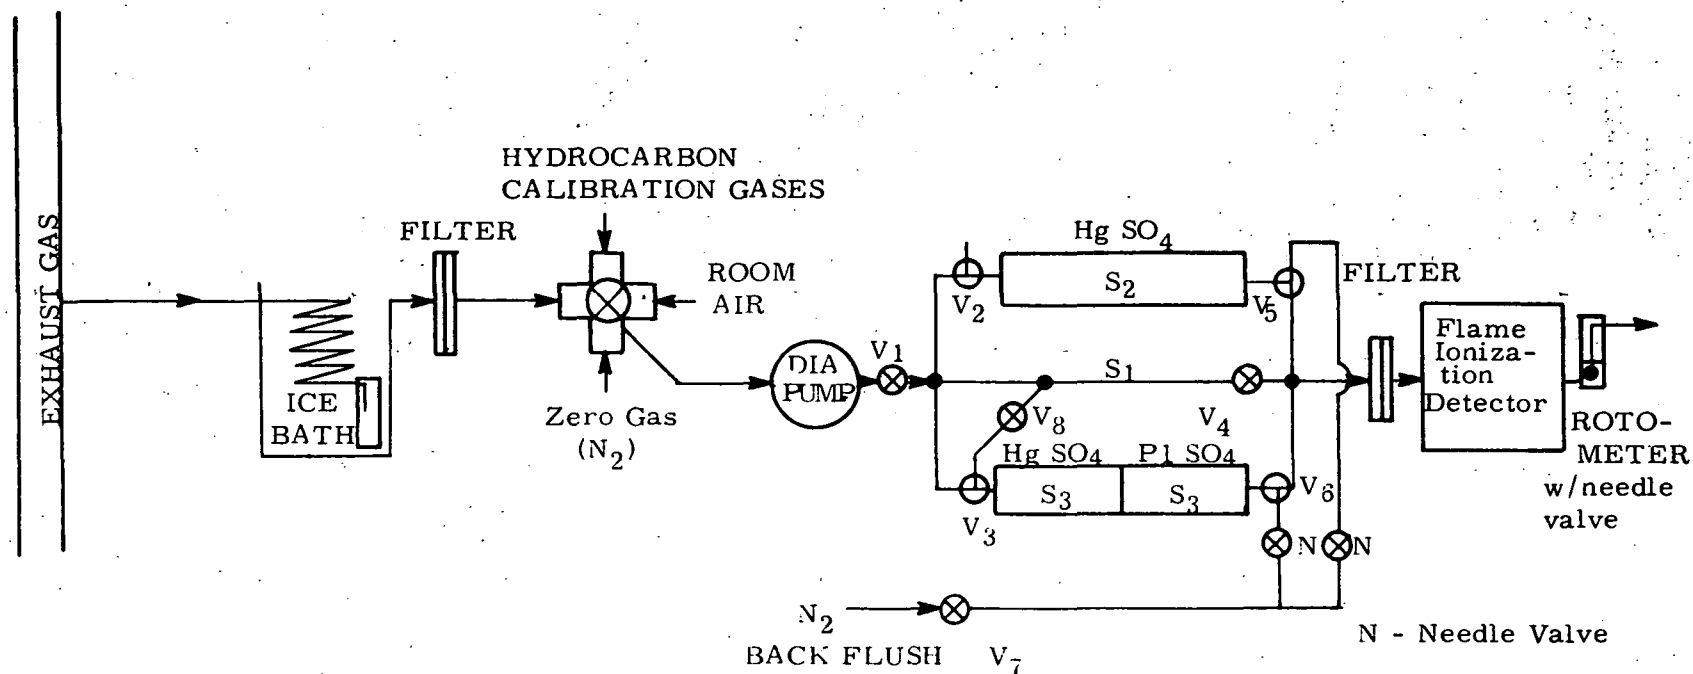 EXHAUST GAS
ICE
BATH
FILTER
HYDROCARBON
CALIBRATION GASES
ROOM
AIR
Zero Gas
(N₂)
DIA
PUMP
V1
V₂
Hg SO₄
S₂
V₅
S₁
V₄
V₈
Hg SO₄
Pl SO₄
S₃
S₃
V₃
V₆
N
N
FILTER
Flame
Ioniza-
tion
Detector
ROTO-
METER
w/needle
valve
N₂
BACK FLUSH V₇
N - Needle Valve